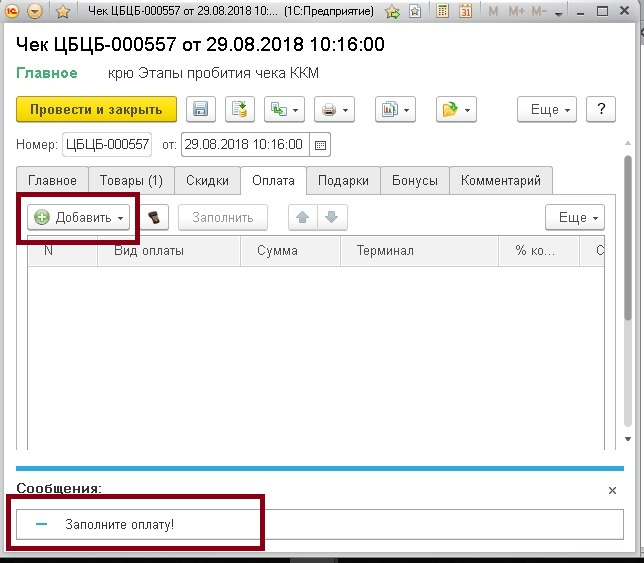 Чек ЦБЦБ-000557 от 29.08.2018 10:... (1С:Предприятие)
M M+ M-
Чек ЦБЦБ-000557 от 29.08.2018 10:16:00
Главное крю Этапы пробития чека ККМ
Провести и закрыть Еще ?
Номер: ЦБЦБ-000557 от: 29.08.2018 10:16:00
Главное Товары (1) Скидки Оплата Подарки Бонусы Комментарий
Добавить Заполнить Еще
N Вид оплаты Сумма Терминал % ко... С
Сообщения:
Заполните оплату!